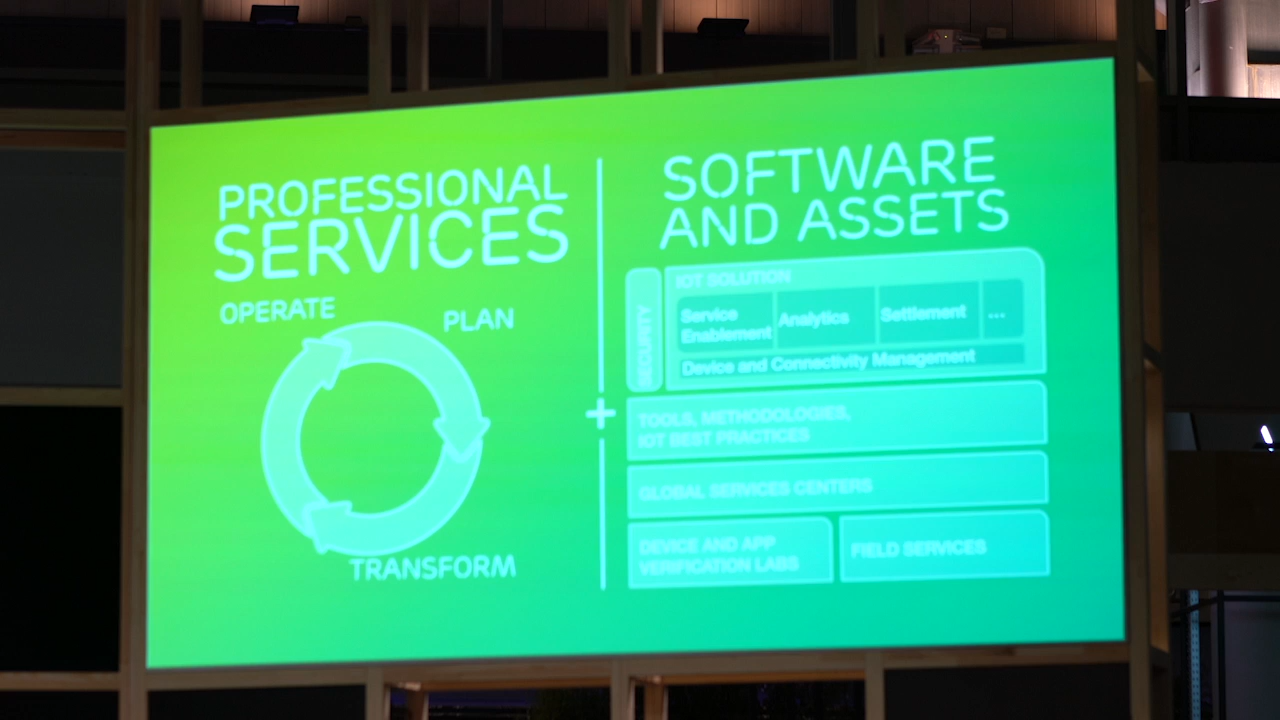 PROFESSIONAL
SERVICES
OPERATE
PLAN
TRANSFORM
+
SOFTWARE
AND ASSETS
SECURITY
IOT SOLUTION
Service
Enablement
Analytics
Settlement
...
Device and Connectivity Management
TOOLS, METHODOLOGIES,
IOT BEST PRACTICES
GLOBAL SERVICES CENTERS
DEVICE AND APP
VERIFICATION LABS
FIELD SERVICES